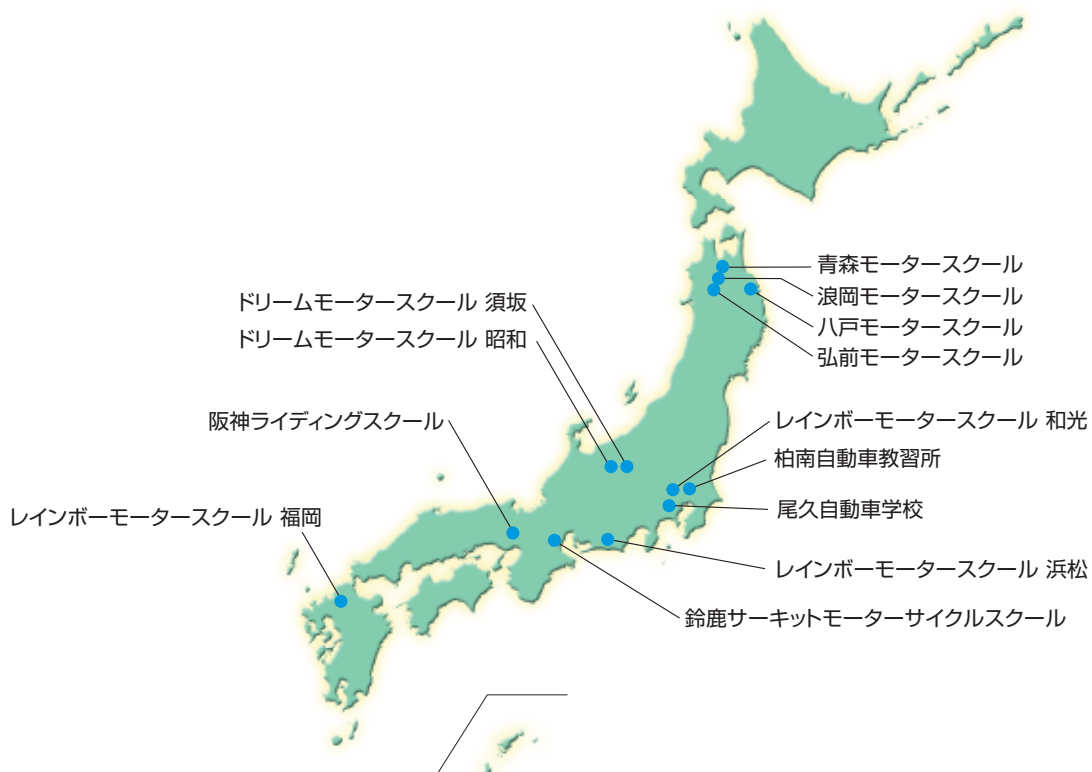 青森モータースクール
浪岡モータースクール
八戸モータースクール
弘前モータースクール
ドリームモータースクール 須坂
ドリームモータースクール 昭和
阪神ライディングスクール
レインボーモータースクール 和光
柏南自動車教習所
尾久自動車学校
レインボーモータースクール 福岡
レインボーモータースクール 浜松
鈴鹿サーキットモーターサイクルスクール